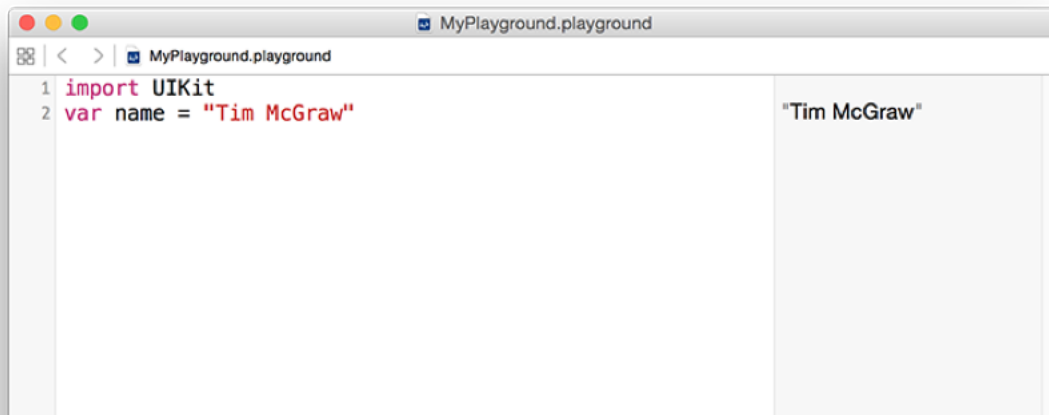 MyPlayground.playground
MyPlayground.playground
1 import UIKit
2 var name = "Tim McGraw"
"Tim McGraw"